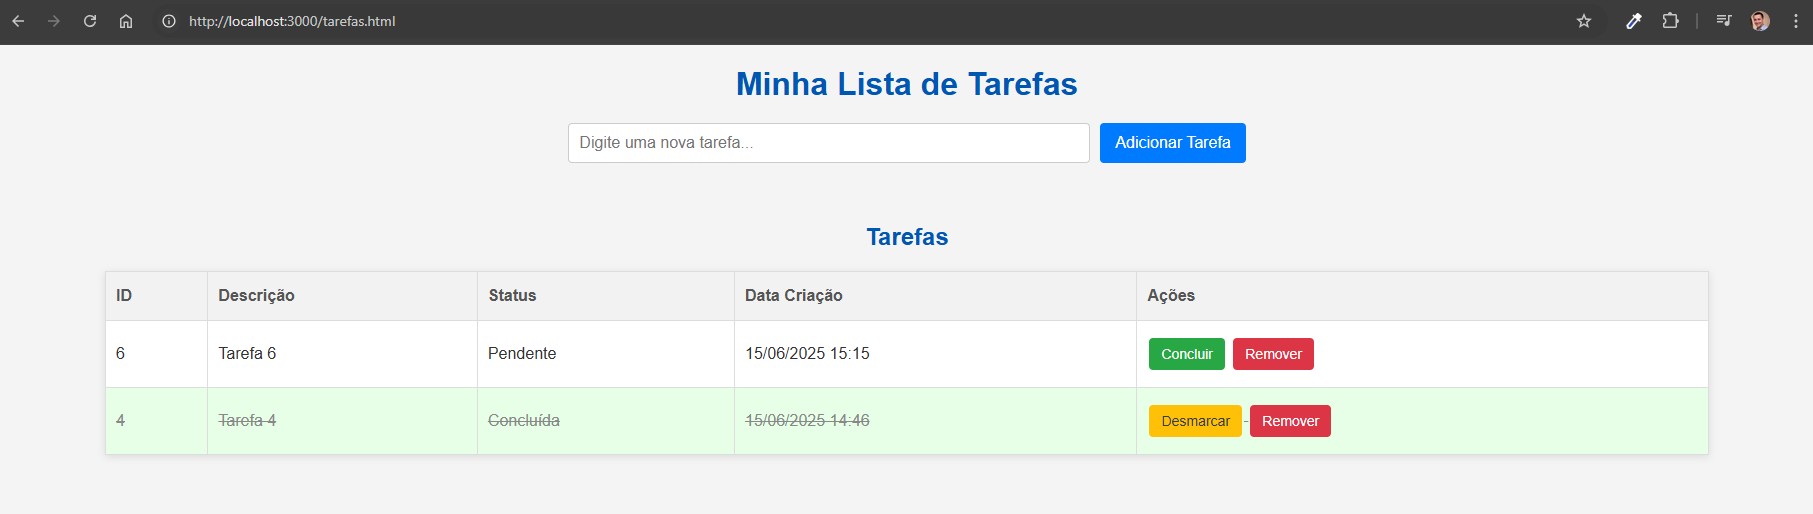 http://localhost:3000/tarefas.html
Minha Lista de Tarefas
Digite uma nova tarefa...
Adicionar Tarefa
Tarefas
ID Descrição Status Data Criação Ações
6 Tarefa 6 Pendente 15/06/2025 15:15 Concluir Remover
4 Tarefa 4 Concluída 15/06/2025 14:46 Desmarcar Remover